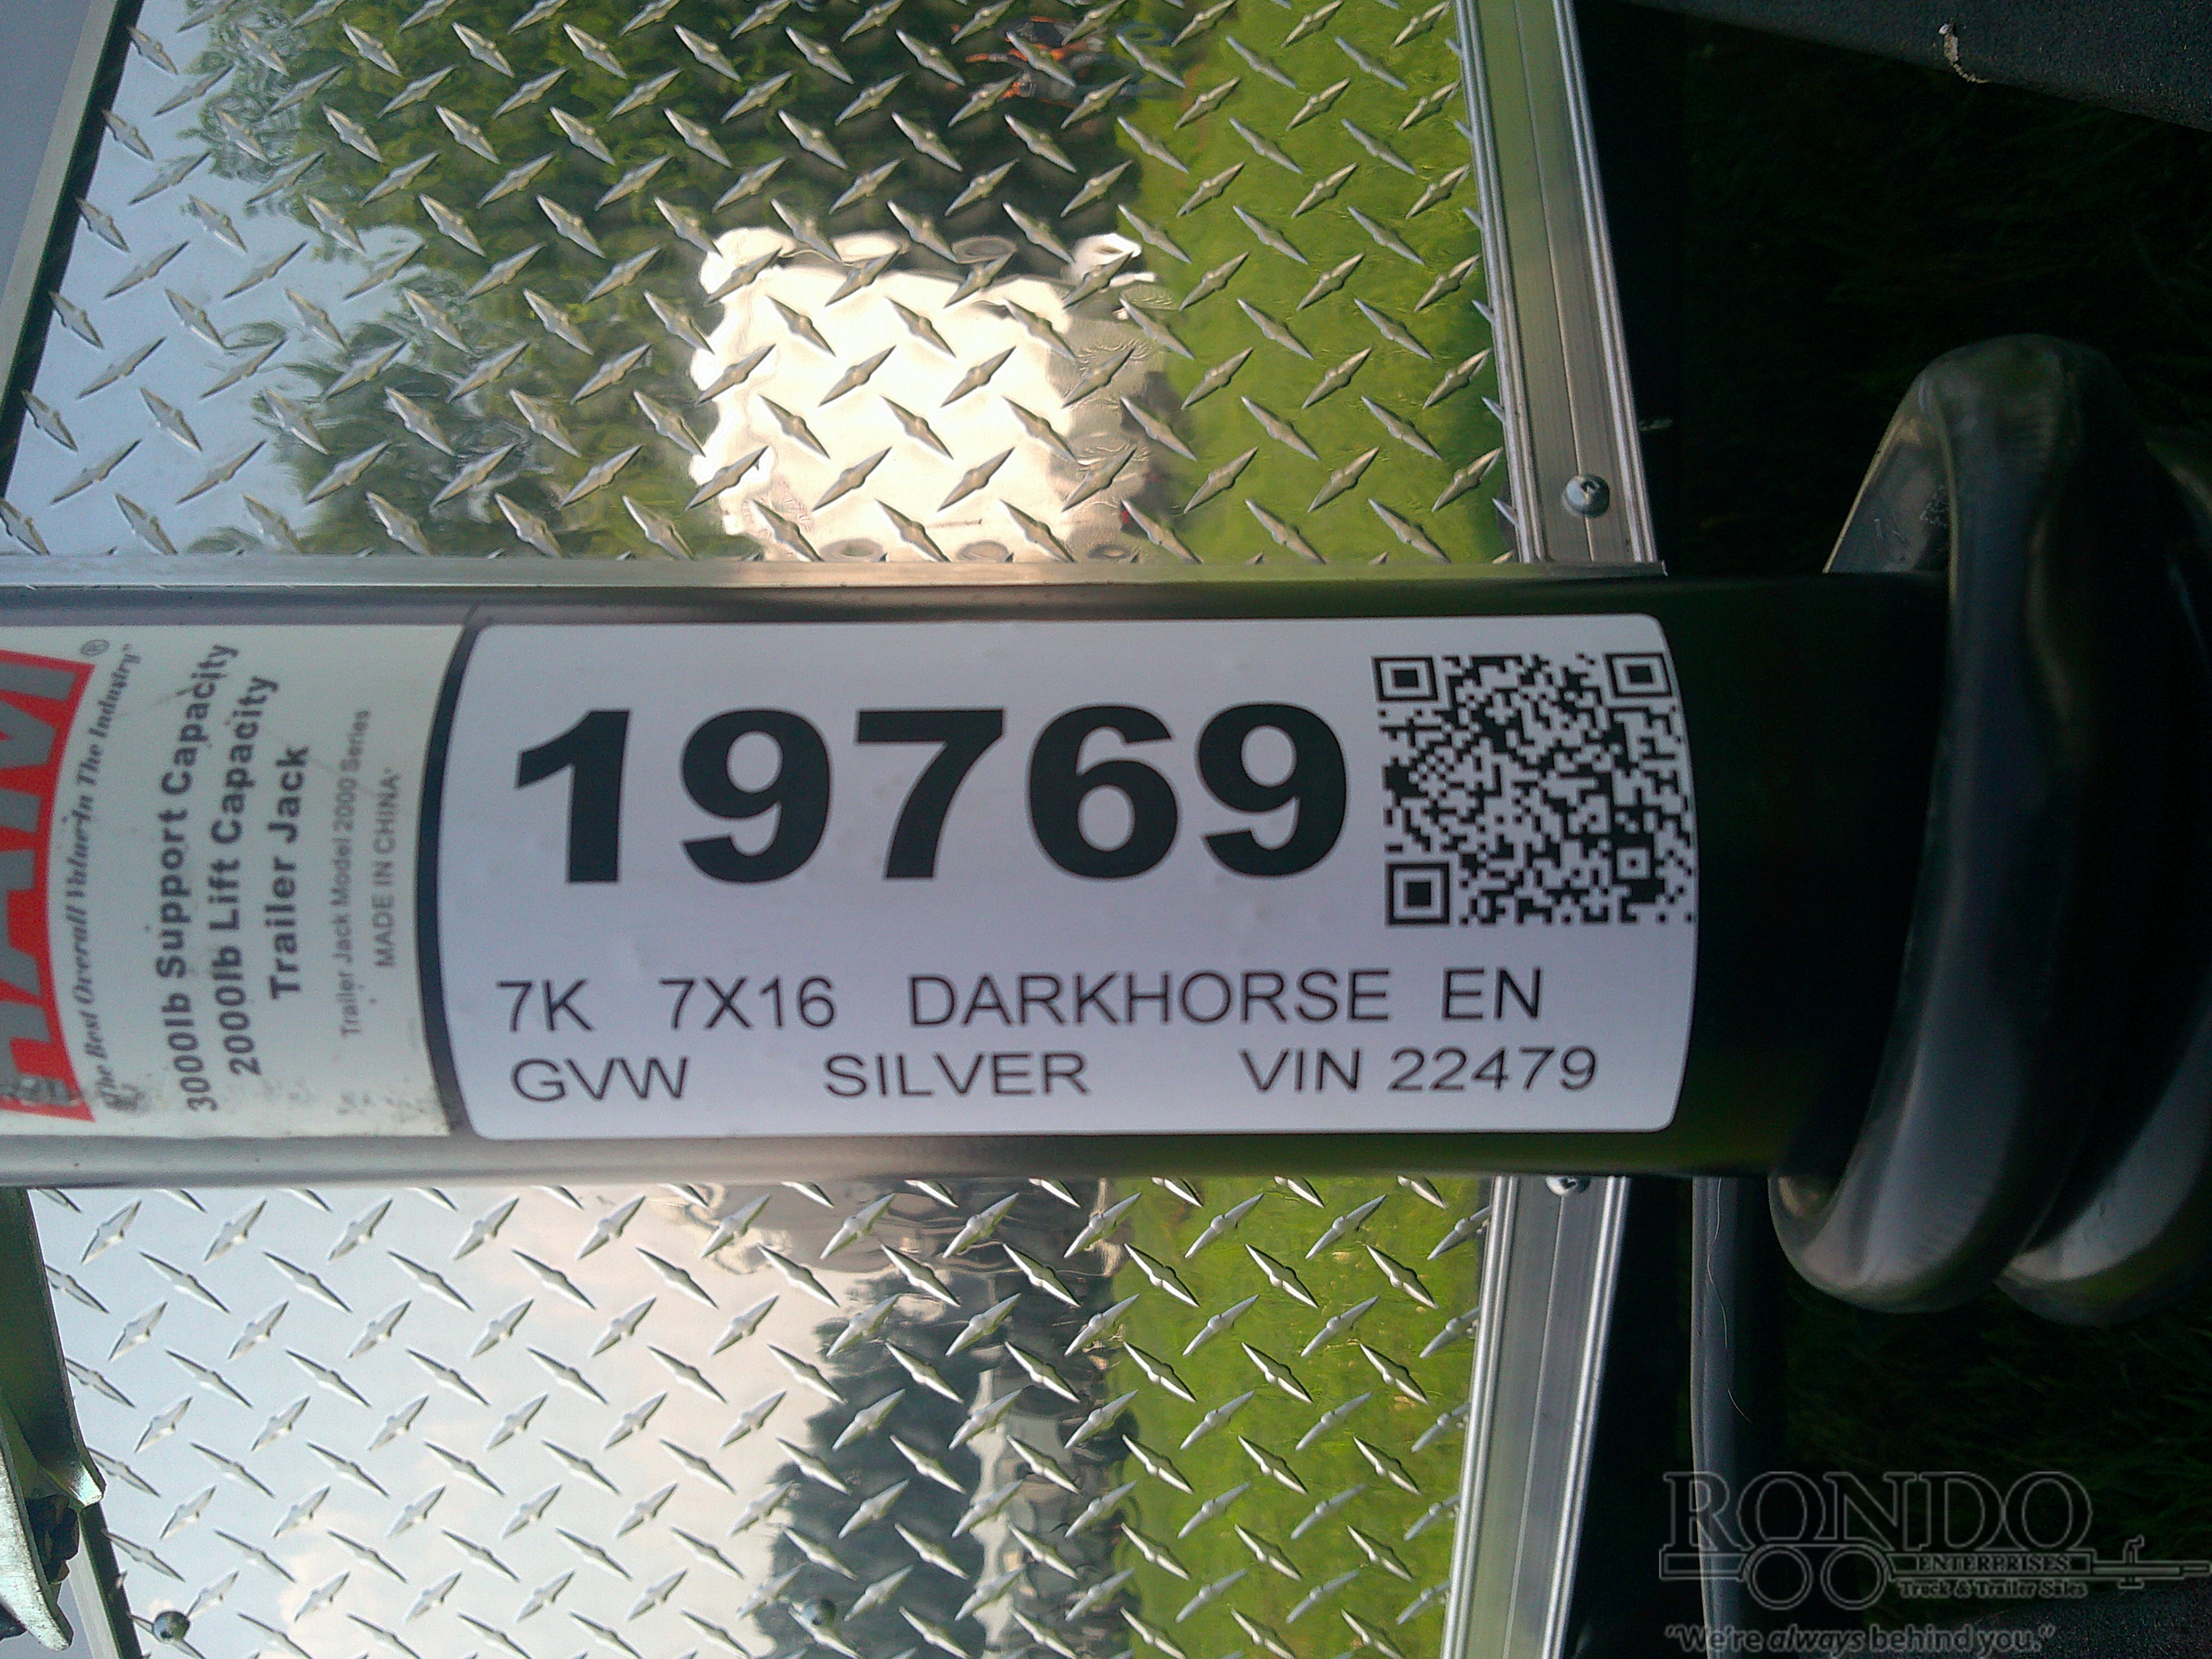 RAM®
"The Best Overall Value in The Industry"
3000lb Support Capacity
2000lb Lift Capacity
Trailer Jack
Trailer Jack Model 2000 Series
MADE IN CHINA
19769
7K 7X16 DARKHORSE EN
GVW SILVER VIN 22479
RONDO
ENTERPRISES
Truck & Trailer Sales
"We're always behind you."